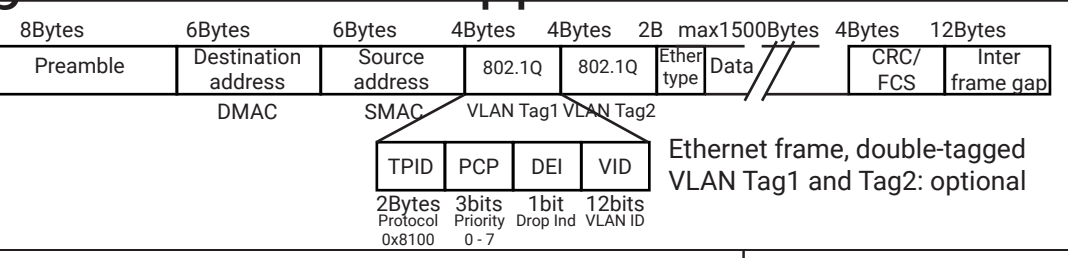 8Bytes 6Bytes 6Bytes 4Bytes 4Bytes 2B max1500Bytes 4Bytes 12Bytes
Preamble
Destination
address
Source
address
802.1Q
802.1Q
Ether
type
Data
CRC/
FCS
Inter
frame gap
DMAC SMAC VLAN Tag1 VLAN Tag2
TPID PCP DEI VID
2Bytes 3bits 1bit 12bits
Protocol Priority Drop Ind VLAN ID
0x8100 0 - 7
Ethernet frame, double-tagged
VLAN Tag1 and Tag2: optional